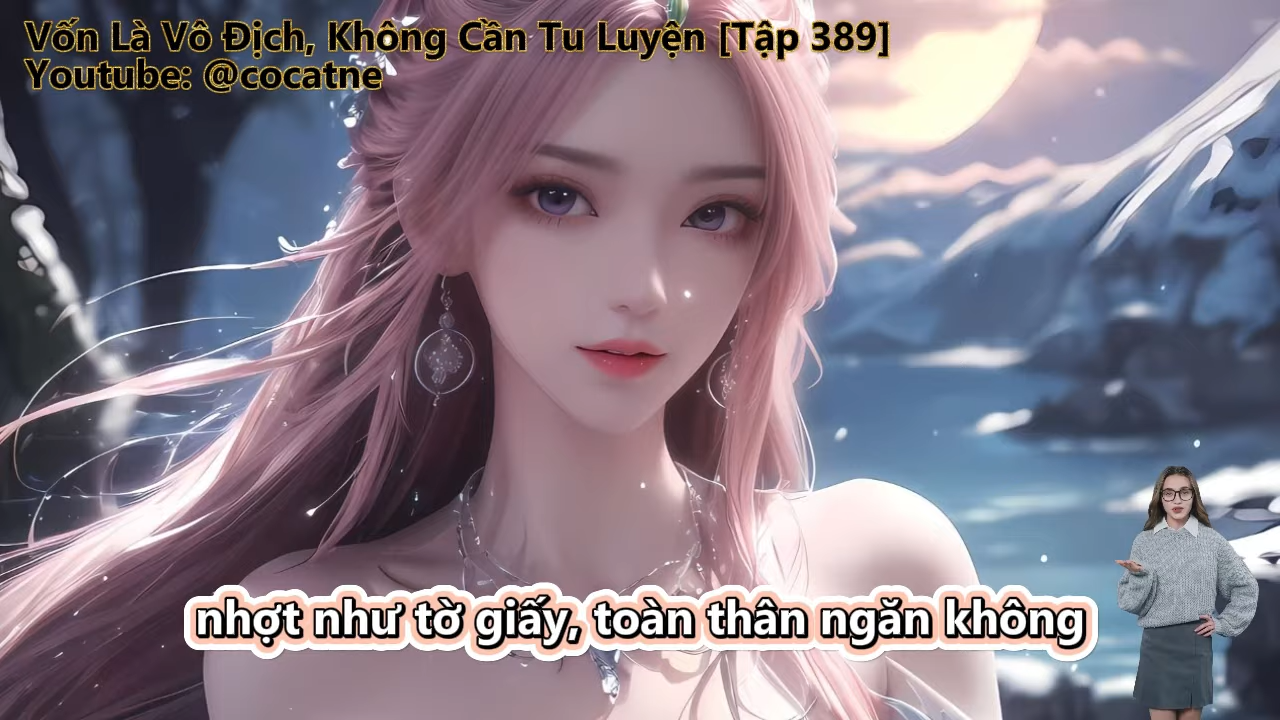 Vốn Là Vô Địch, Không Cần Tu Luyện [Tập 389]
Youtube: @cocatne
nhợt như tờ giấy, toàn thân ngăn không